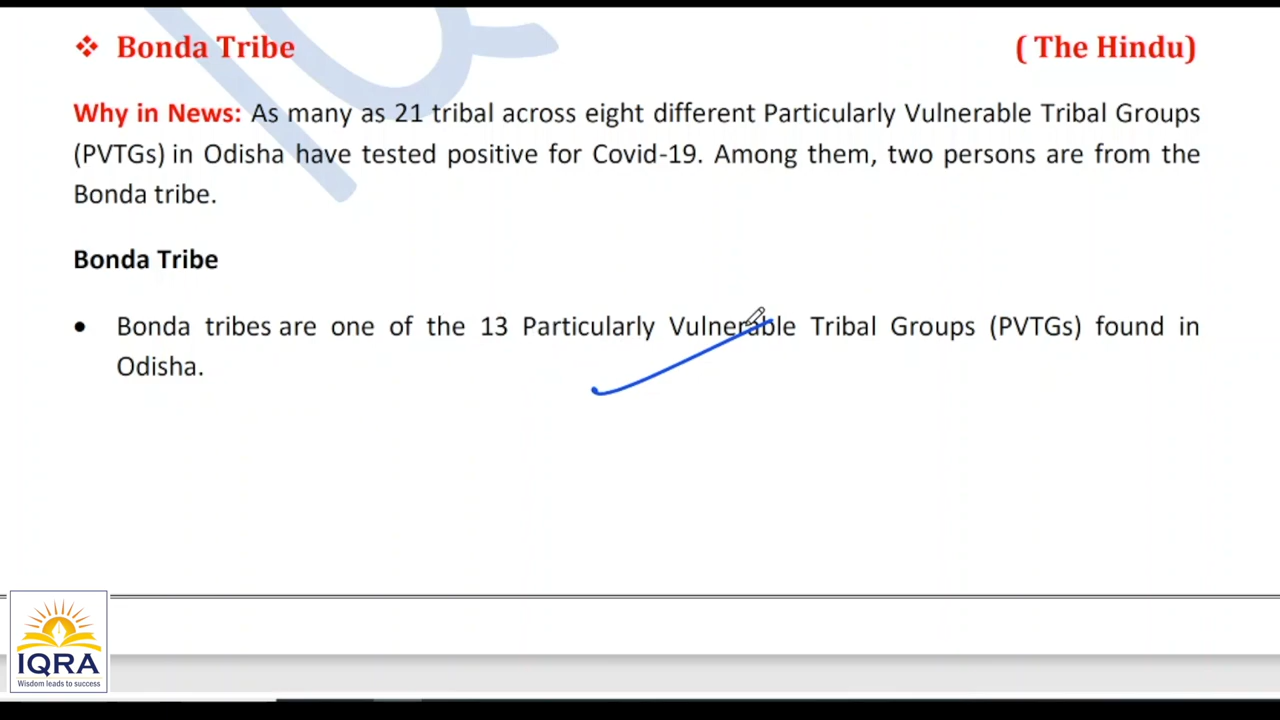 ❖ Bonda Tribe ( The Hindu)
Why in News: As many as 21 tribal across eight different Particularly Vulnerable Tribal Groups
(PVTGs) in Odisha have tested positive for Covid-19. Among them, two persons are from the
Bonda tribe.
Bonda Tribe
• Bonda tribes are one of the 13 Particularly Vulnerable Tribal Groups (PVTGs) found in
Odisha.
IQRA
Wisdom leads to success